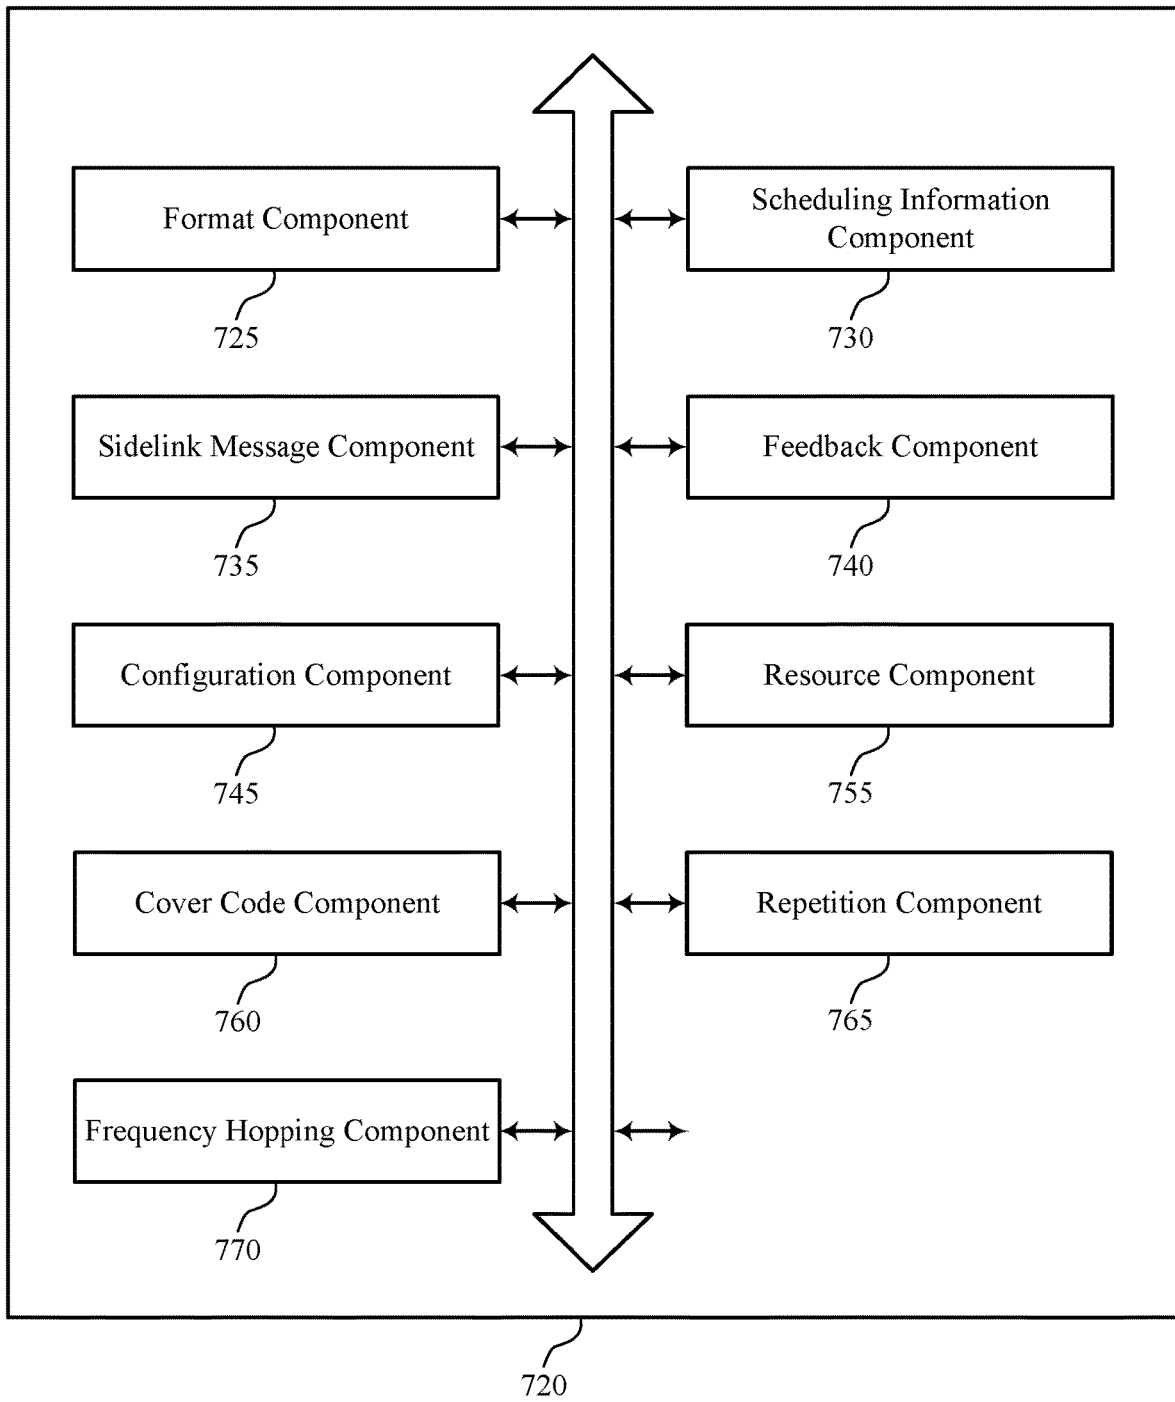 Format Component
Scheduling Information
Component
725
730
Sidelink Message Component
Feedback Component
735
740
Configuration Component
Resource Component
745
755
Cover Code Component
Repetition Component
760
765
Frequency Hopping Component
770
720